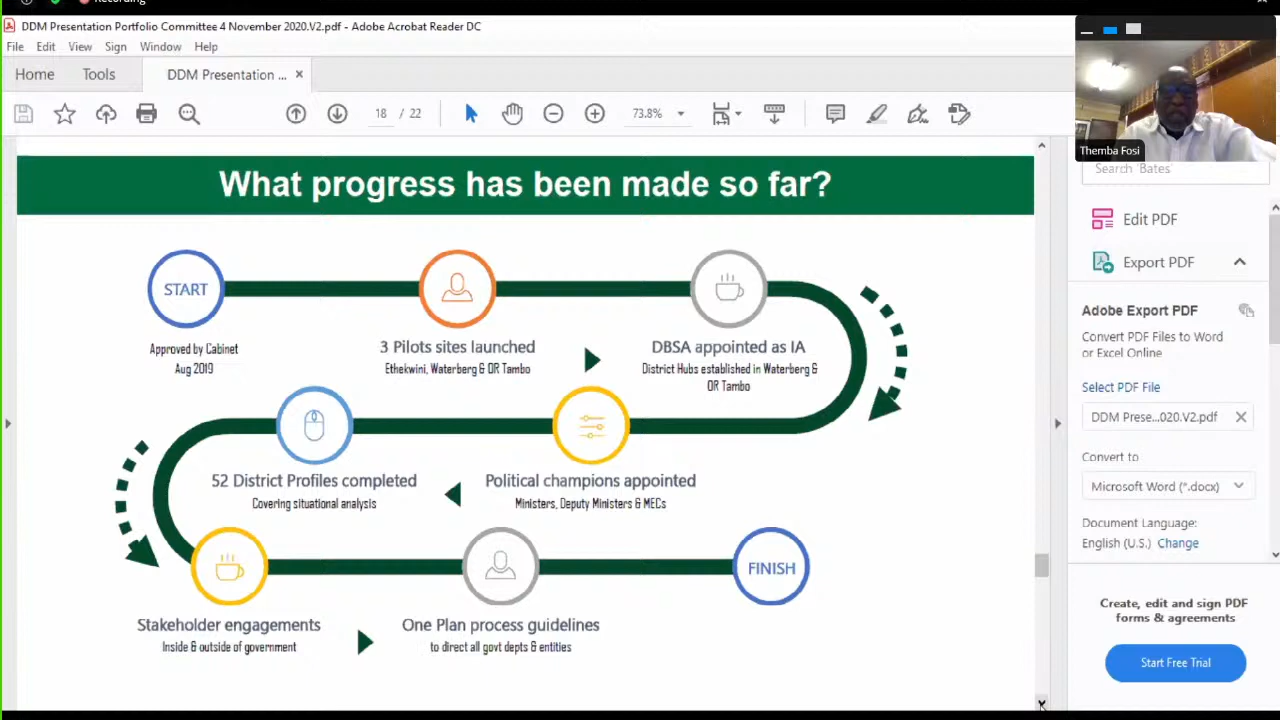 Recording
DDM Presentation Portfolio Committee 4 November 2020.V2.pdf - Adobe Acrobat Reader DC
File Edit View Sign Window Help
Home Tools DDM Presentation ... ×
18 / 22 73.8%
Themba Fosi
Search 'Bates'
What progress has been made so far?
START
Approved by Cabinet
Aug 2019
3 Pilots sites launched
Ethekwini, Waterberg & OR Tambo
DBSA appointed as IA
District Hubs established in Waterberg &
OR Tambo
52 District Profiles completed
Covering situational analysis
Political champions appointed
Ministers, Deputy Ministers & MECs
Stakeholder engagements
Inside & outside of government
One Plan process guidelines
to direct all govt depts & entities
FINISH
Edit PDF
Export PDF
Adobe Export PDF
Convert PDF Files to Word
or Excel Online
Select PDF File
DDM Prese...020.V2.pdf
Convert to
Microsoft Word (*.docx)
Document Language:
English (U.S.) Change
Create, edit and sign PDF
forms & agreements
Start Free Trial